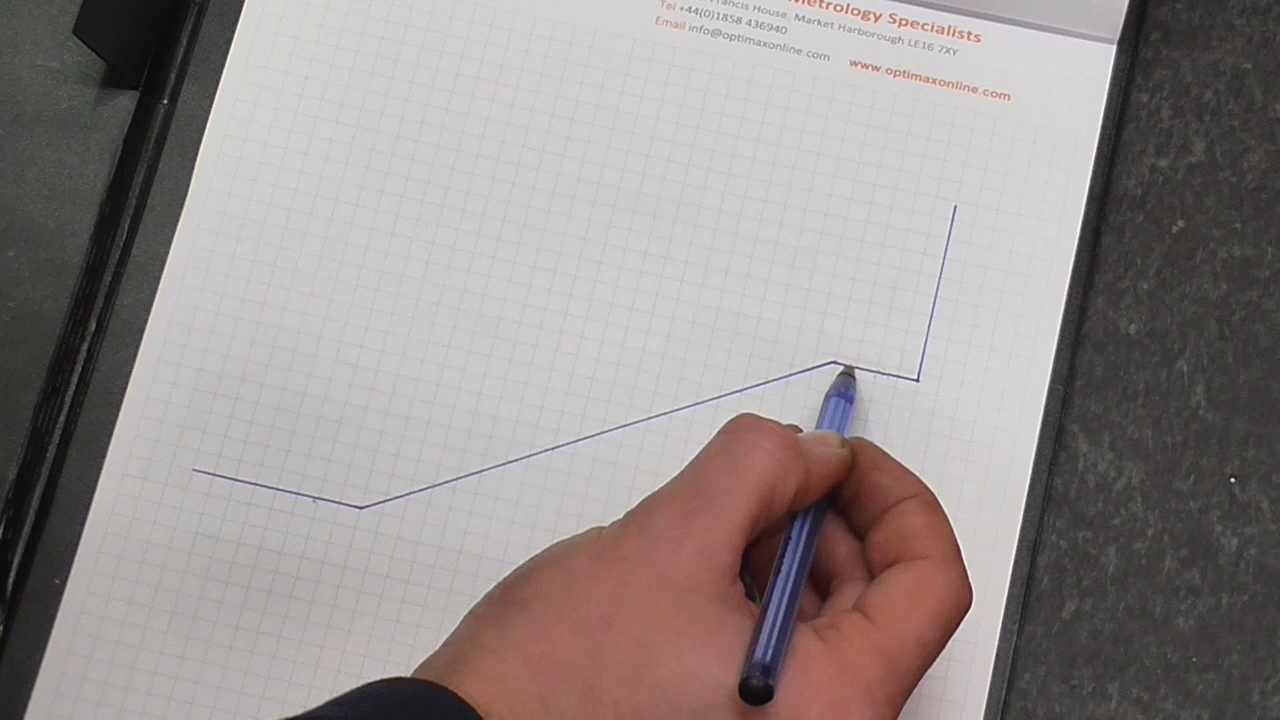 Metrology Specialists
Francis House, Market Harborough LE16 7XY
Tel +44(0)1858 436940
Email info@optimaxonline.com www.optimaxonline.com